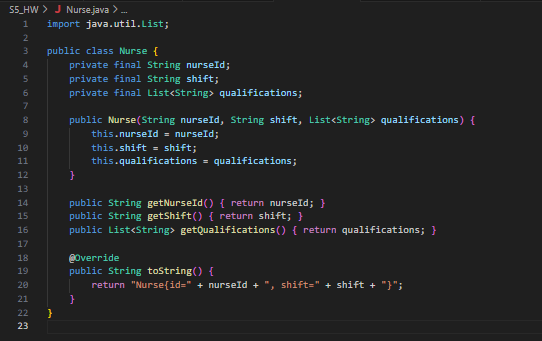 S5_HW > J Nurse.java > ...
1 import java.util.List;
2
3 public class Nurse {
4     private final String nurseId;
5     private final String shift;
6     private final List<String> qualifications;
7
8     public Nurse(String nurseId, String shift, List<String> qualifications) {
9         this.nurseId = nurseId;
10         this.shift = shift;
11         this.qualifications = qualifications;
12     }
13
14     public String getNurseId() { return nurseId; }
15     public String getShift() { return shift; }
16     public List<String> getQualifications() { return qualifications; }
17
18     @Override
19     public String toString() {
20         return "Nurse{id=" + nurseId + ", shift=" + shift + "}";
21     }
22 }
23